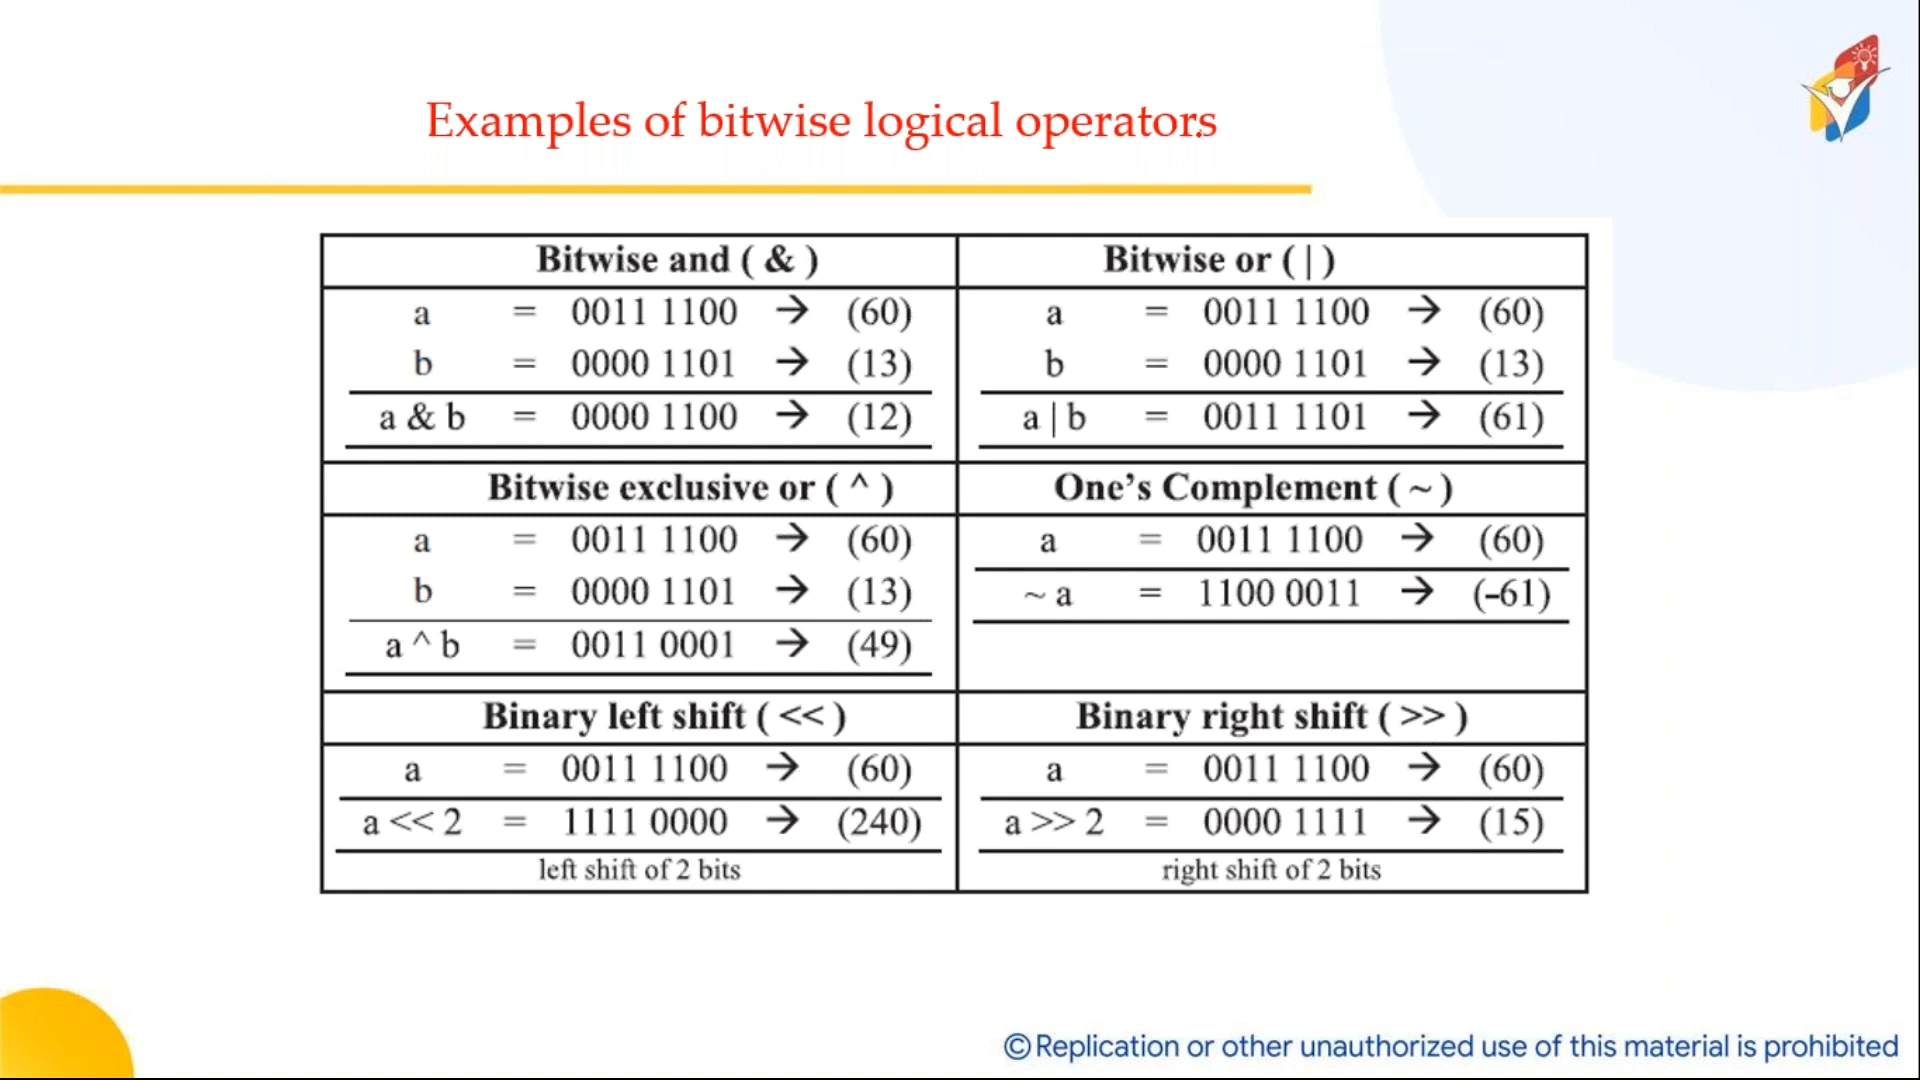 Examples of bitwise logical operators
Bitwise and ( & )
a = 0011 1100 → (60)
b = 0000 1101 → (13)
a & b = 0000 1100 → (12)
Bitwise or ( | )
a = 0011 1100 → (60)
b = 0000 1101 → (13)
a | b = 0011 1101 → (61)
Bitwise exclusive or ( ^ )
a = 0011 1100 → (60)
b = 0000 1101 → (13)
a ^ b = 0011 0001 → (49)
One’s Complement ( ~ )
a = 0011 1100 → (60)
~ a = 1100 0011 → (-61)
Binary left shift ( << )
a = 0011 1100 → (60)
a << 2 = 1111 0000 → (240)
left shift of 2 bits
Binary right shift ( >> )
a = 0011 1100 → (60)
a >> 2 = 0000 1111 → (15)
right shift of 2 bits
© Replication or other unauthorized use of this material is prohibited